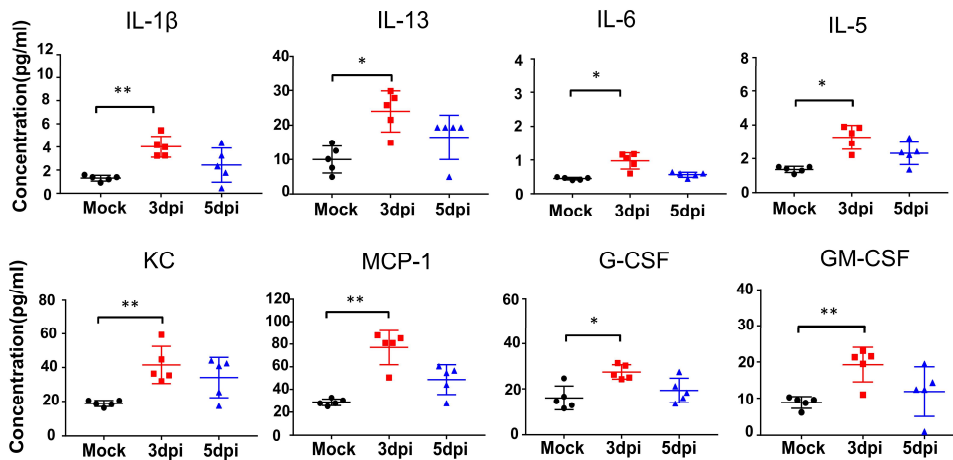 IL-1β
IL-13
IL-6
IL-5
Concentration(pg/ml)
12
10
8
6
4
2
0
**
Mock 3dpi 5dpi
40
30
20
10
0
*
Mock 3dpi 5dpi
4
3
2
1
0
*
Mock 3dpi 5dpi
8
6
4
2
0
*
Mock 3dpi 5dpi
KC
MCP-1
G-CSF
GM-CSF
Concentration(pg/ml)
80
60
40
20
0
**
Mock 3dpi 5dpi
120
100
80
60
40
20
0
**
Mock 3dpi 5dpi
60
40
20
0
*
Mock 3dpi 5dpi
40
30
20
10
0
**
Mock 3dpi 5dpi